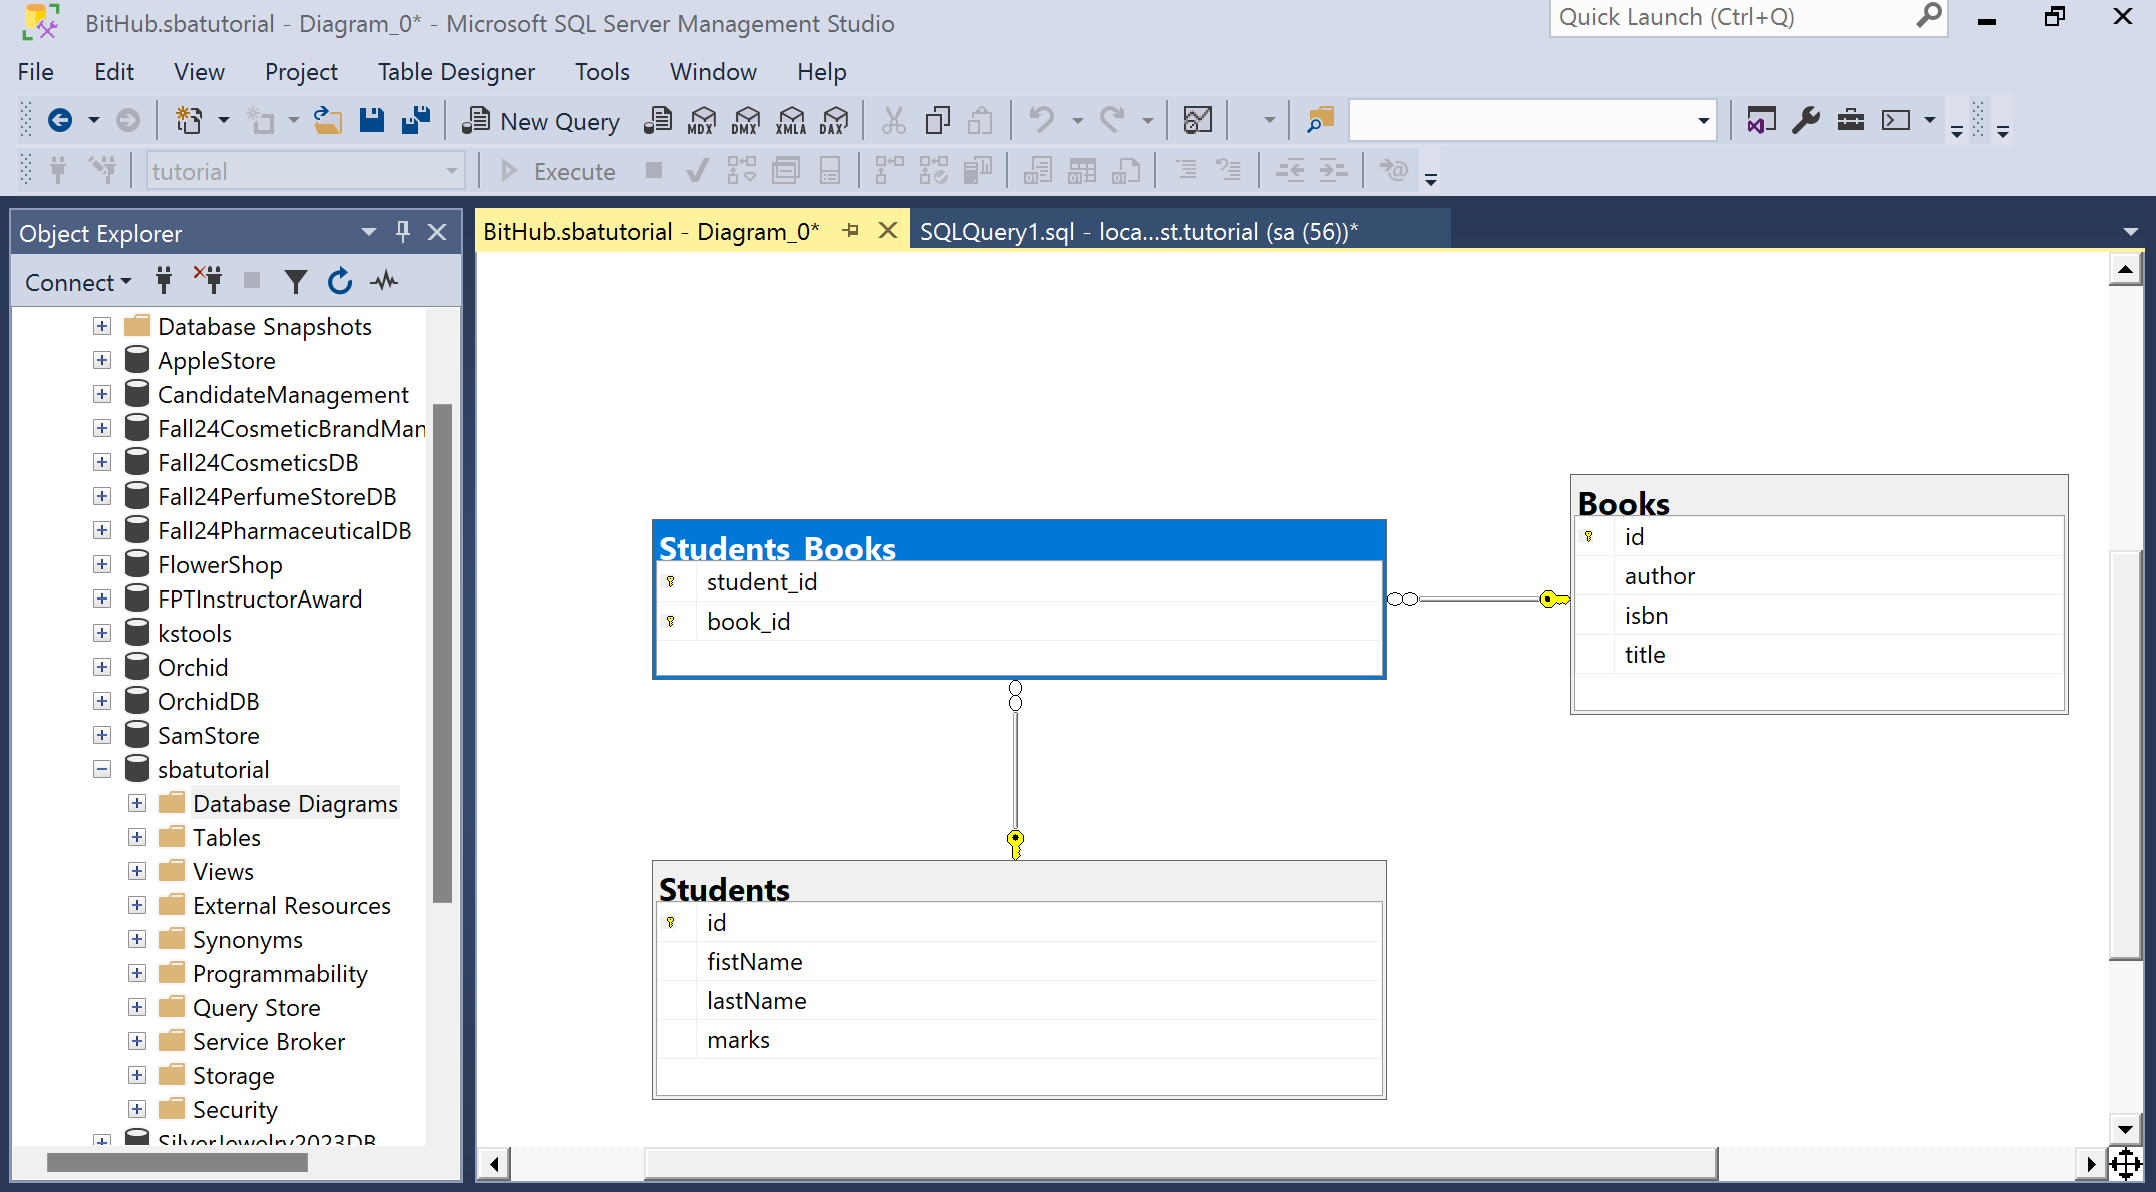 BitHub.sbatutorial - Diagram_0* - Microsoft SQL Server Management Studio
Quick Launch (Ctrl+Q)
File Edit View Project Table Designer Tools Window Help
New Query MDX DMX XMLA DAX
tutorial Execute
Object Explorer
BitHub.sbatutorial - Diagram_0*
SQLQuery1.sql - loca...st.tutorial (sa (56))*
Connect
Database Snapshots
AppleStore
CandidateManagement
Fall24CosmeticBrandMan
Fall24CosmeticsDB
Fall24PerfumeStoreDB
Fall24PharmaceuticalDB
FlowerShop
FPTInstructorAward
kstools
Orchid
OrchidDB
SamStore
sbatutorial
Database Diagrams
Tables
Views
External Resources
Synonyms
Programmability
Query Store
Service Broker
Storage
Security
SilverJewelry2023DB
Students_Books
student_id
book_id
Books
id
author
isbn
title
Students
id
fistName
lastName
marks